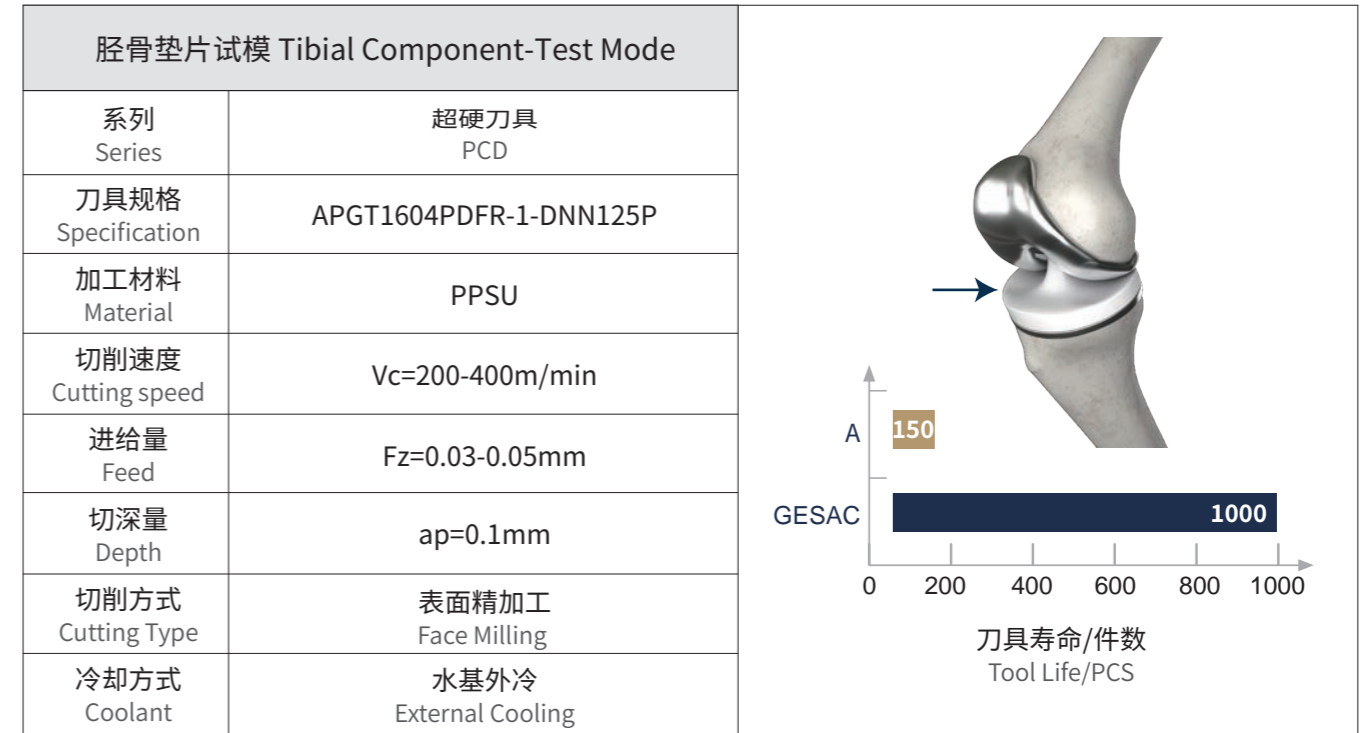 胫骨垫片试模 Tibial Component-Test Mode
系列
Series
超硬刀具
PCD
刀具规格
Specification
APGT1604PDFR-1-DNN125P
加工材料
Material
PPSU
切削速度
Cutting speed
Vc=200-400m/min
进给量
Feed
Fz=0.03-0.05mm
切深量
Depth
ap=0.1mm
切削方式
Cutting Type
表面精加工
Face Milling
冷却方式
Coolant
水基外冷
External Cooling
A
150
GESAC
1000
0 200 400 600 800 1000
刀具寿命/件数
Tool Life/PCS